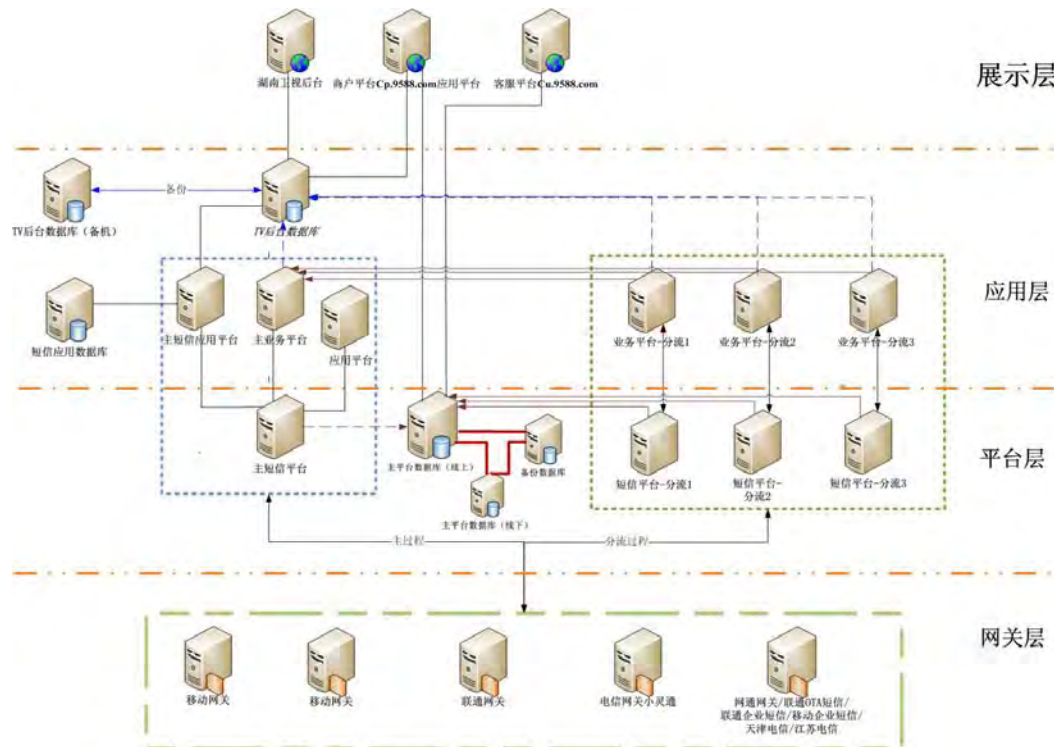 湖南卫视后台
商户平台Cp.9588.com应用平台
客服平台Cu.9588.com
展示层
备份
TV后台数据库（备机）
TV后台数据库
短信应用数据库
主短信应用平台
主业务平台
应用平台
业务平台-分流1
业务平台-分流2
业务平台-分流3
应用层
主短信平台
主平台数据库（线上）
备份数据库
主平台数据库（线下）
短信平台-分流1
短信平台-
分流2
短信平台-分流3
平台层
主过程
分流过程
移动网关
移动网关
联通网关
电信网关小灵通
网通网关/联通OTA短信/
联通企业短信/移动企业短信/
天津电信/江苏电信
网关层